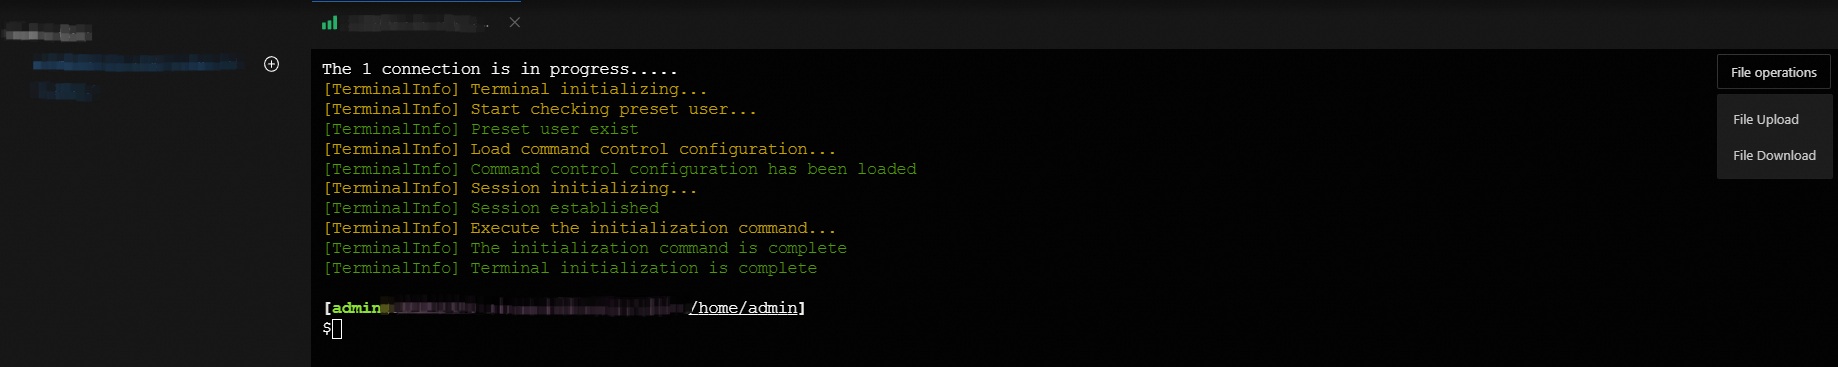 The 1 connection is in progress.....
[TerminalInfo] Terminal initializing...
[TerminalInfo] Start checking preset user...
[TerminalInfo] Preset user exist
[TerminalInfo] Load command control configuration...
[TerminalInfo] Command control configuration has been loaded
[TerminalInfo] Session initializing...
[TerminalInfo] Session established
[TerminalInfo] Execute the initialization command...
[TerminalInfo] The initialization command is complete
[TerminalInfo] Terminal initialization is complete
[admin /home/admin]
$
File operations
File Upload
File Download